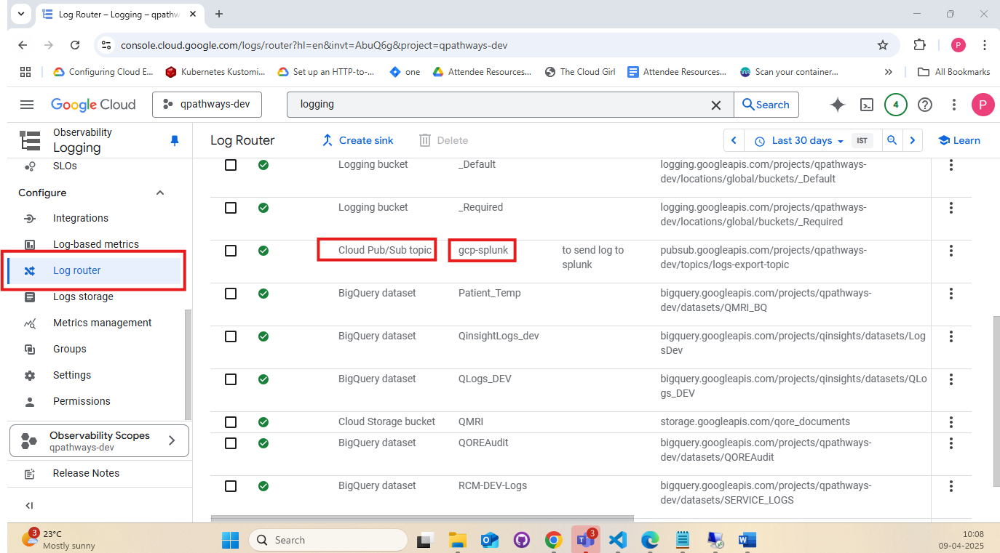 Log Router – Logging – qpathw
console.cloud.google.com/logs/router?hl=en&invt=AbuQ6g&project=qpathways-dev
P
Configuring Cloud E...
Kubernetes Kustomi...
Set up an HTTP-to-...
one
Attendee Resources...
The Cloud Girl
Attendee Resources...
Scan your container...
All Bookmarks
Google Cloud
qpathways-dev
logging
Search
4
P
Observability
Logging
Log Router
Create sink
Delete
Last 30 days
IST
Learn
SLOs
Configure
Integrations
Log-based metrics
Log router
Logs storage
Metrics management
Groups
Settings
Permissions
Observability Scopes
qpathways-dev
Release Notes
Logging bucket
_Default
logging.googleapis.com/projects/qpathways-
dev/locations/global/buckets/_Default
Logging bucket
_Required
logging.googleapis.com/projects/qpathways-
dev/locations/global/buckets/_Required
Cloud Pub/Sub topic
gcp-splunk
to send log to
splunk
pubsub.googleapis.com/projects/qpathways-
dev/topics/logs-export-topic
BigQuery dataset
Patient_Temp
bigquery.googleapis.com/projects/qpathways-
dev/datasets/QMRI_BQ
BigQuery dataset
QinsightLogs_dev
bigquery.googleapis.com/projects/qinsights/datasets/Log
sDev
BigQuery dataset
QLogs_DEV
bigquery.googleapis.com/projects/qinsights/datasets/QLo
gs_DEV
Cloud Storage bucket
QMRI
storage.googleapis.com/qore_documents
BigQuery dataset
QOREAudit
bigquery.googleapis.com/projects/qpathways-
dev/datasets/QOREAudit
BigQuery dataset
RCM-DEV-Logs
bigquery.googleapis.com/projects/qpathways-
dev/datasets/SERVICE_LOGS
3
23°C
Mostly sunny
Search
3
10:08
09-04-2025